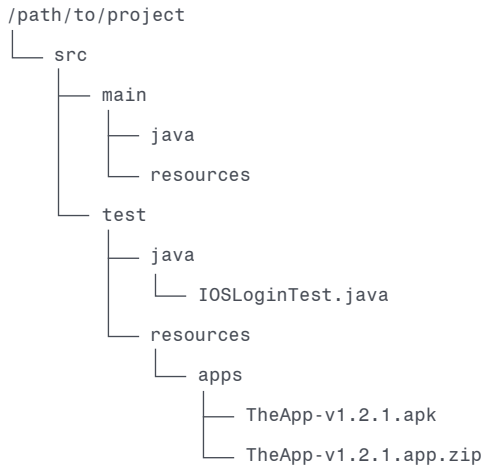 /path/to/project
src
main
java
resources
test
java
IOSLoginTest.java
resources
apps
TheApp-v1.2.1.apk
TheApp-v1.2.1.app.zip